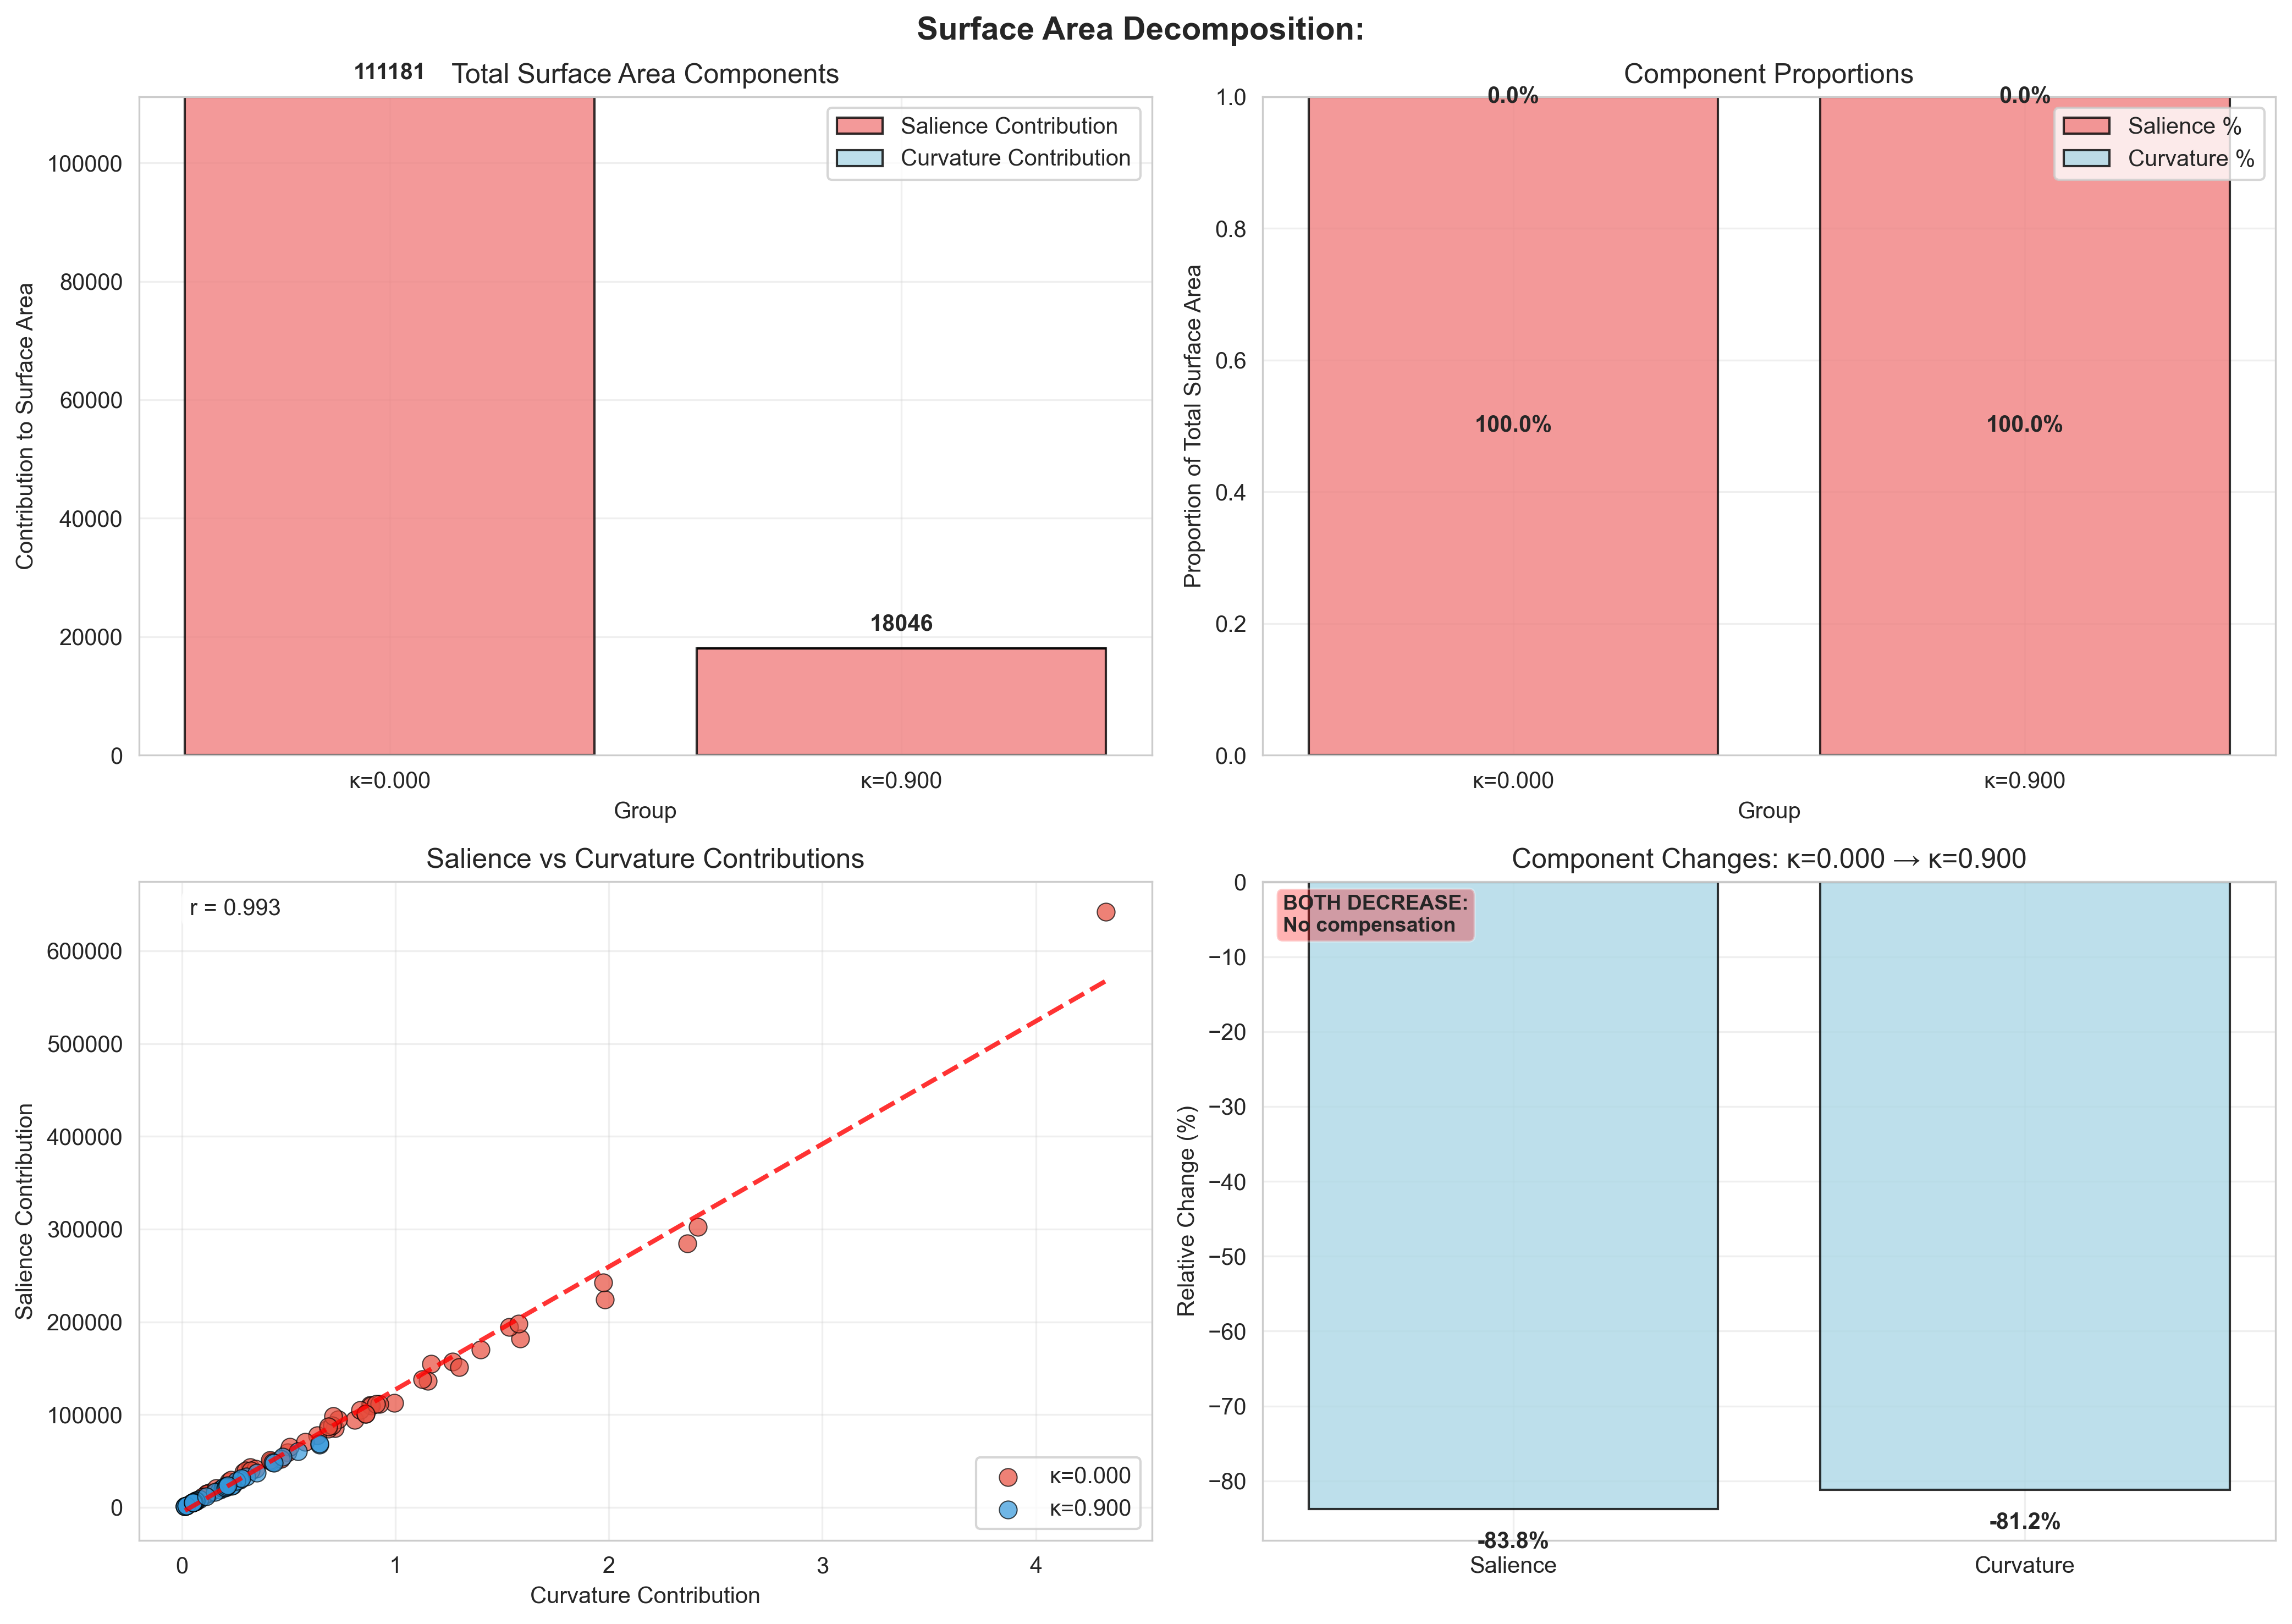 Surface Area Decomposition:
111181
Total Surface Area Components
Contribution to Surface Area
100000
80000
60000
40000
20000
0
Salience Contribution
Curvature Contribution
18046
κ=0.000
κ=0.900
Group
Component Proportions
Proportion of Total Surface Area
1.0
0.8
0.6
0.4
0.2
0.0
0.0%
0.0%
Salience %
Curvature %
100.0%
100.0%
κ=0.000
κ=0.900
Group
Salience vs Curvature Contributions
Salience Contribution
r = 0.993
600000
500000
400000
300000
200000
100000
0
κ=0.000
κ=0.900
0
1
2
3
4
Curvature Contribution
Component Changes: κ=0.000 → κ=0.900
Relative Change (%)
0
−10
−20
−30
−40
−50
−60
−70
−80
BOTH DECREASE:
No compensation
-83.8%
-81.2%
Salience
Curvature